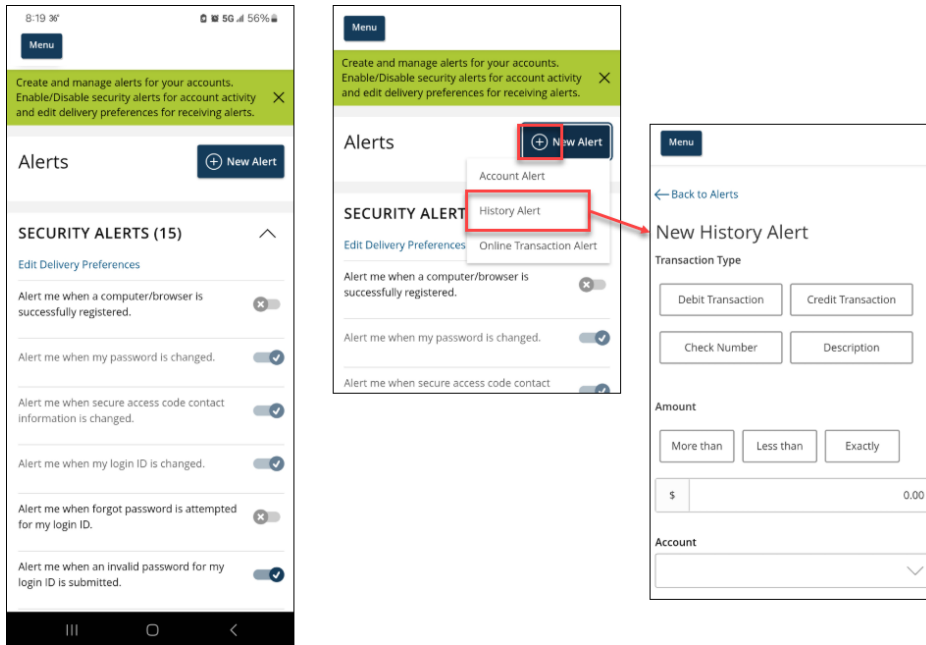 8:19 36° 5G 56%
Menu
Create and manage alerts for your accounts.
Enable/Disable security alerts for account activity
and edit delivery preferences for receiving alerts.
Alerts
New Alert
SECURITY ALERTS (15)
Edit Delivery Preferences
Alert me when a computer/browser is
successfully registered.
Alert me when my password is changed.
Alert me when secure access code contact
information is changed.
Alert me when my login ID is changed.
Alert me when forgot password is attempted
for my login ID.
Alert me when an invalid password for my
login ID is submitted.
Menu
Create and manage alerts for your accounts.
Enable/Disable security alerts for account activity
and edit delivery preferences for receiving alerts.
Alerts
New Alert
Account Alert
History Alert
Online Transaction Alert
SECURITY ALERT
Edit Delivery Preferences
Alert me when a computer/browser is
successfully registered.
Alert me when my password is changed.
Alert me when secure access code contact
Menu
Back to Alerts
New History Alert
Transaction Type
Debit Transaction Credit Transaction
Check Number Description
Amount
More than Less than Exactly
$ 0.00
Account